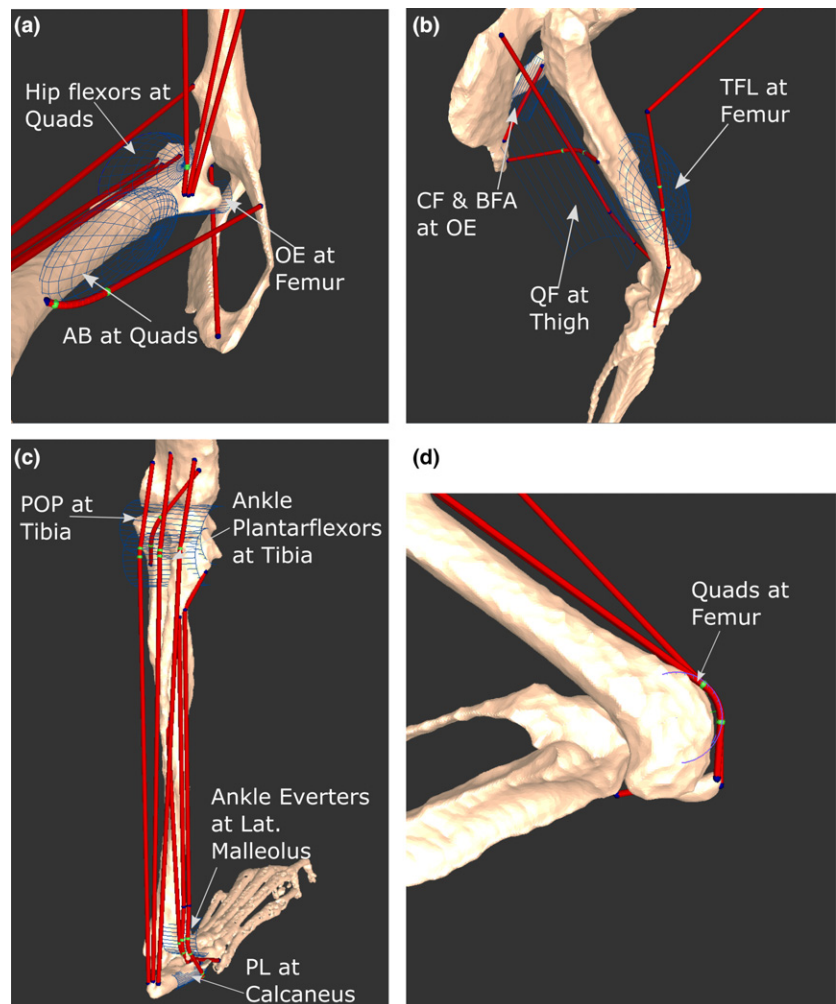 (a)
Hip flexors at
Quads
OE at
Femur
AB at Quads
(b)
TFL at
Femur
CF & BFA
at OE
QF at
Thigh
(c)
POP at
Tibia
Ankle
Plantarflexors
at Tibia
Ankle Everters
at Lat.
Malleolus
PL at
Calcaneus
(d)
Quads at
Femur